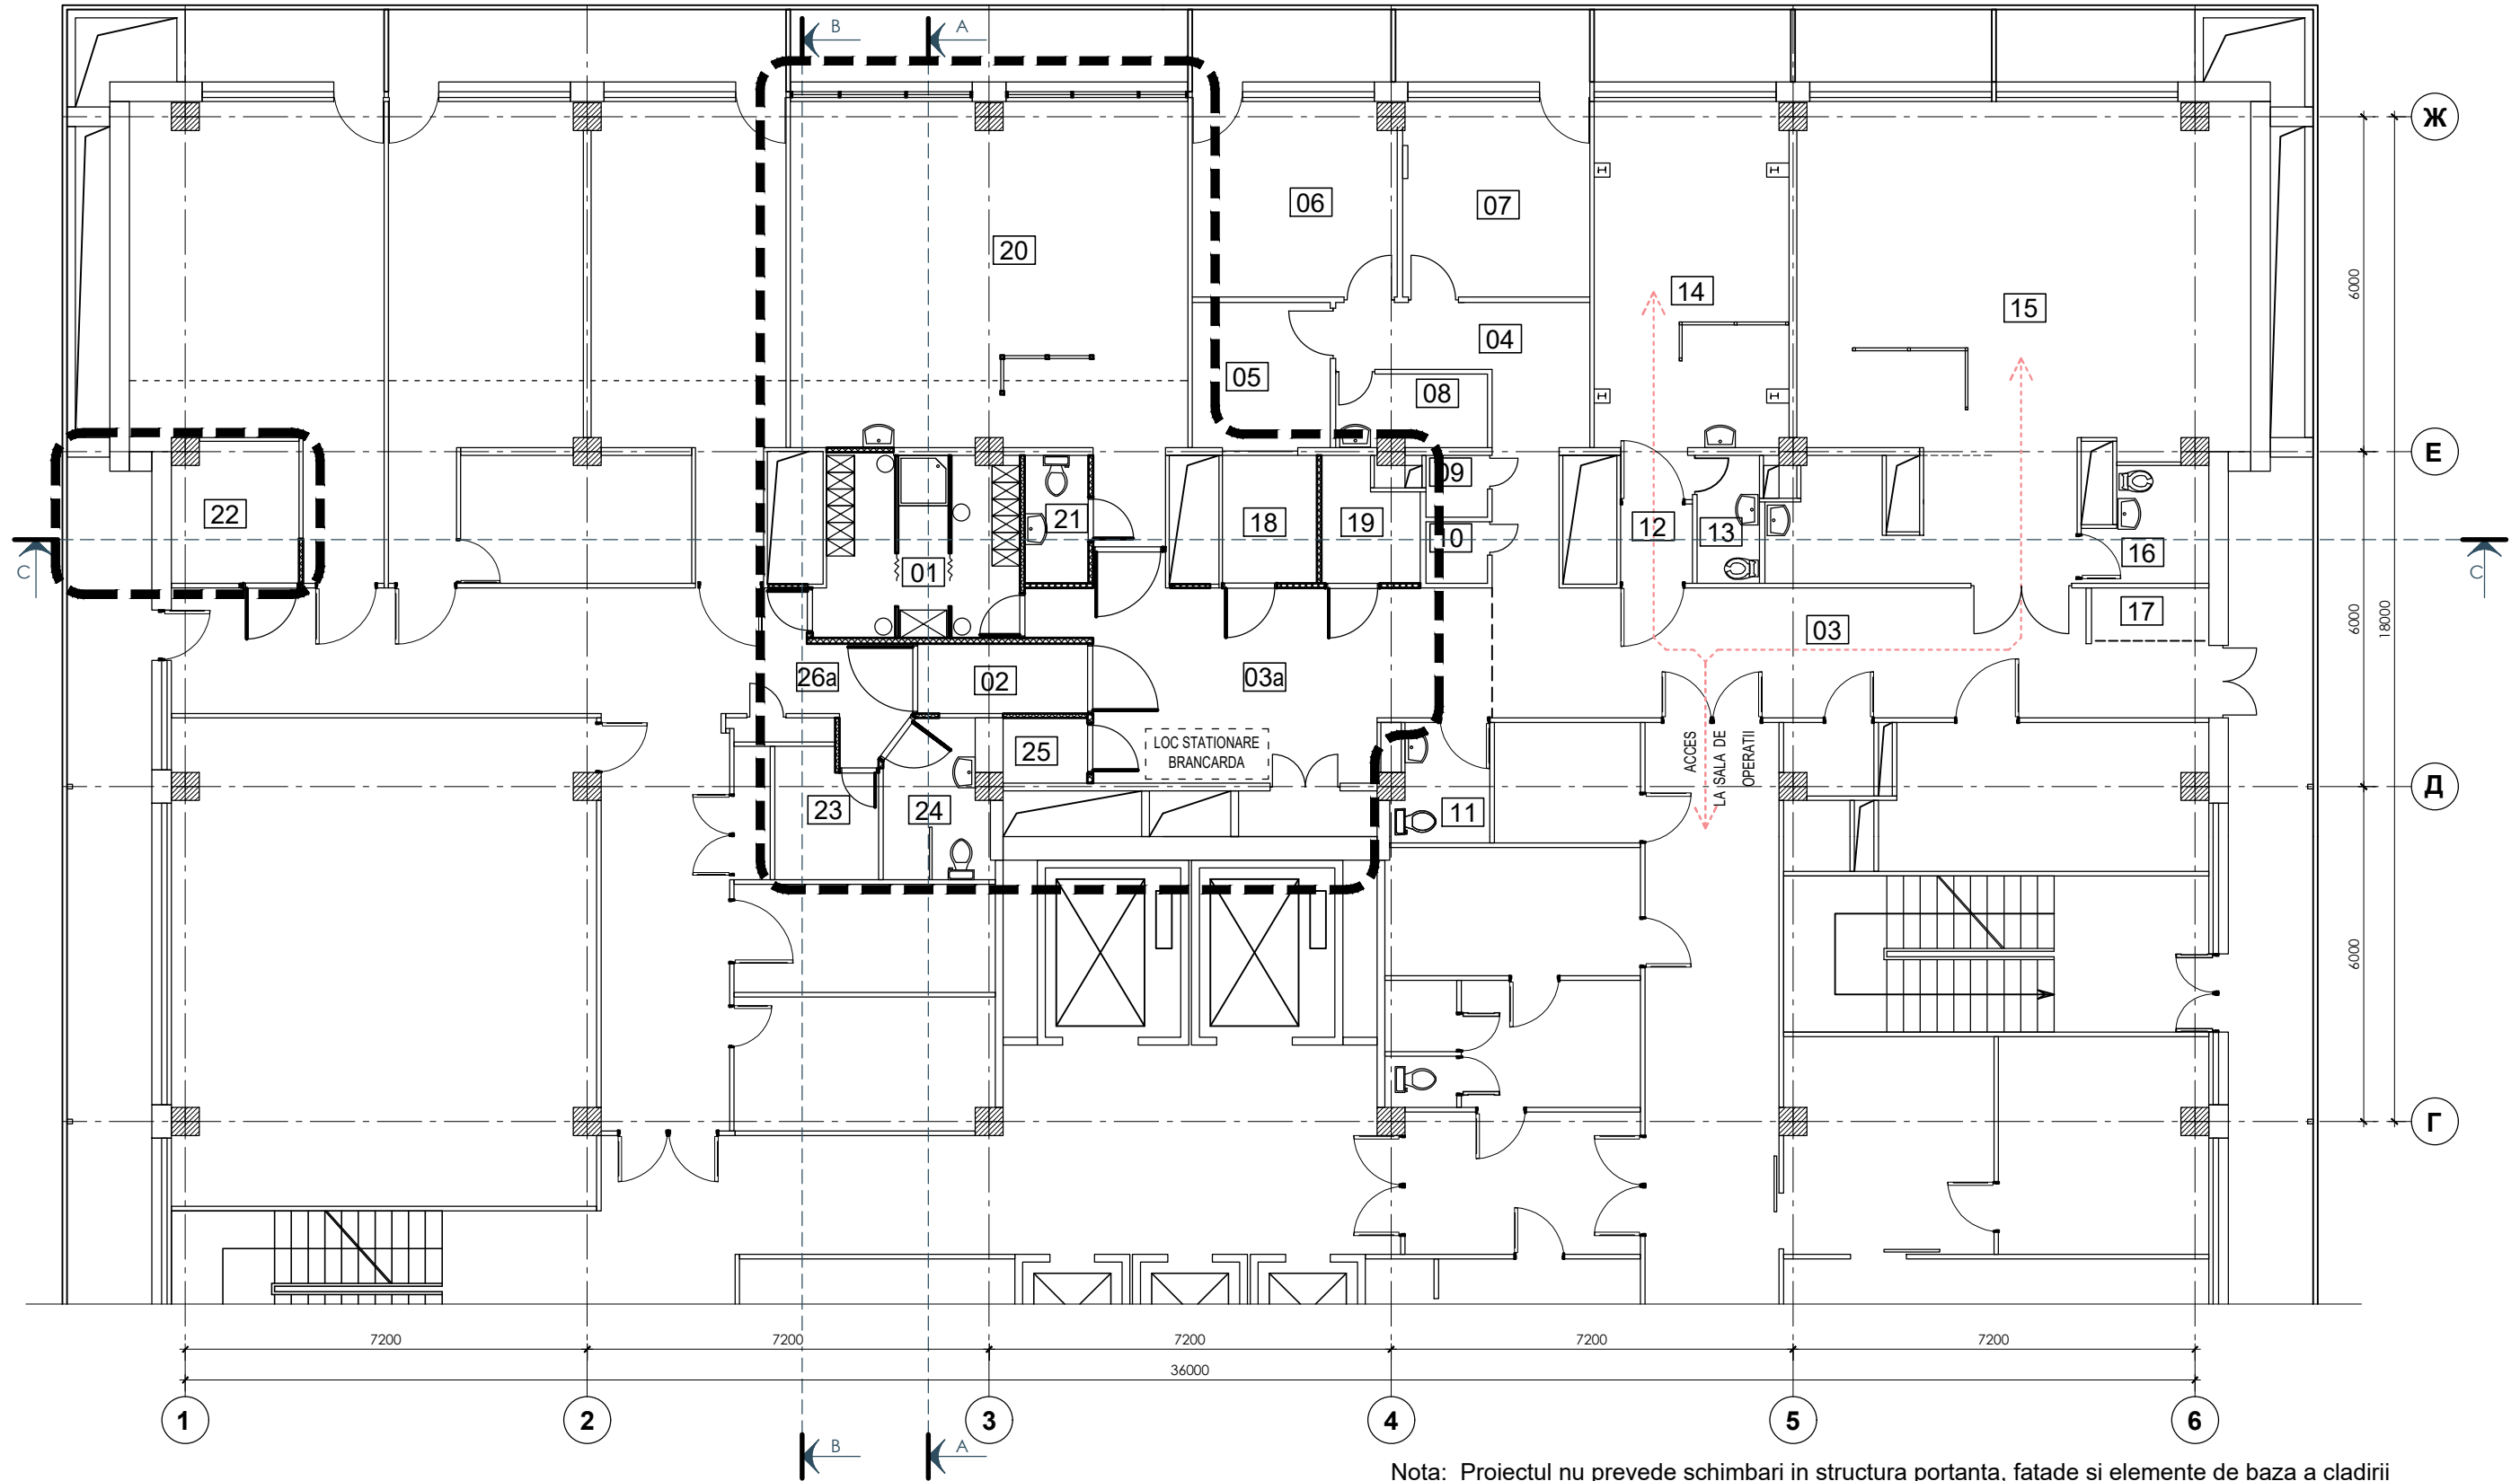 B
A
Ж
06
07
20
14
15
6000
04
05
08
E
09
22
18
19
21
12
13
10
16
C
C
01
17
03
6000
18000
26a
02
03a
LOC STATIONARE
BRANCARDA
25
ACCES
LA SALA DE
OPERATII
Д
23
24
11
6000
Г
7200
7200
7200
7200
7200
36000
1
2
3
4
5
6
B
A
Nota: Proiectul nu prevede schimbari in structura portanta, fatade si elemente de baza a cladirii